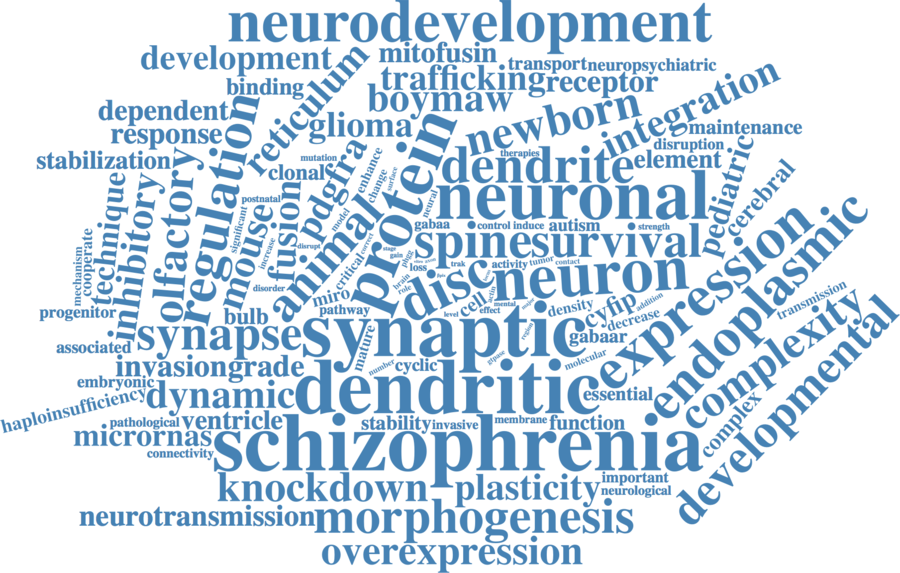 neurodevelopment
development
mitofusin
transport
neuropsychiatric
binding
reticulum
trafficking
receptor
boymaw
integration
dependent
response
glioma
newborn
maintenance
disruption
stabilization
clonal
mutation
therapies
dendrite
element
pediatric
cerebral
technique
inhibitory
olfactory
regulation
mouse
fusion
pdgfra
enhance
change
surface
protein
animal
neuronal
postnatal
significant
increase
disrupt
model
critical
correct
neural
gabaa
control
induce
autism
strength
spine
survival
mechanism
cooperate
disorder
miro
pathway
stage
gain
plp2
brain
role
loss
trak
activity
tumor
contact
disc
neuron
expression
endoplasmic
progenitor
bulb
synapse
synaptic
mature
level
cell
actin
effect
mental
major
region
density
cyfip
decrease
addition
gabaar
transmission
complexity
developmental
complex
associated
invasion
grade
number
cyclic
molecular
embryonic
dynamic
dendritic
essential
haploinsufficiency
pathological
ventricle
stability
invasive
membrane
function
micrornas
connectivity
schizophrenia
knockdown
plasticity
important
neurological
neurotransmission
morphogenesis
overexpression